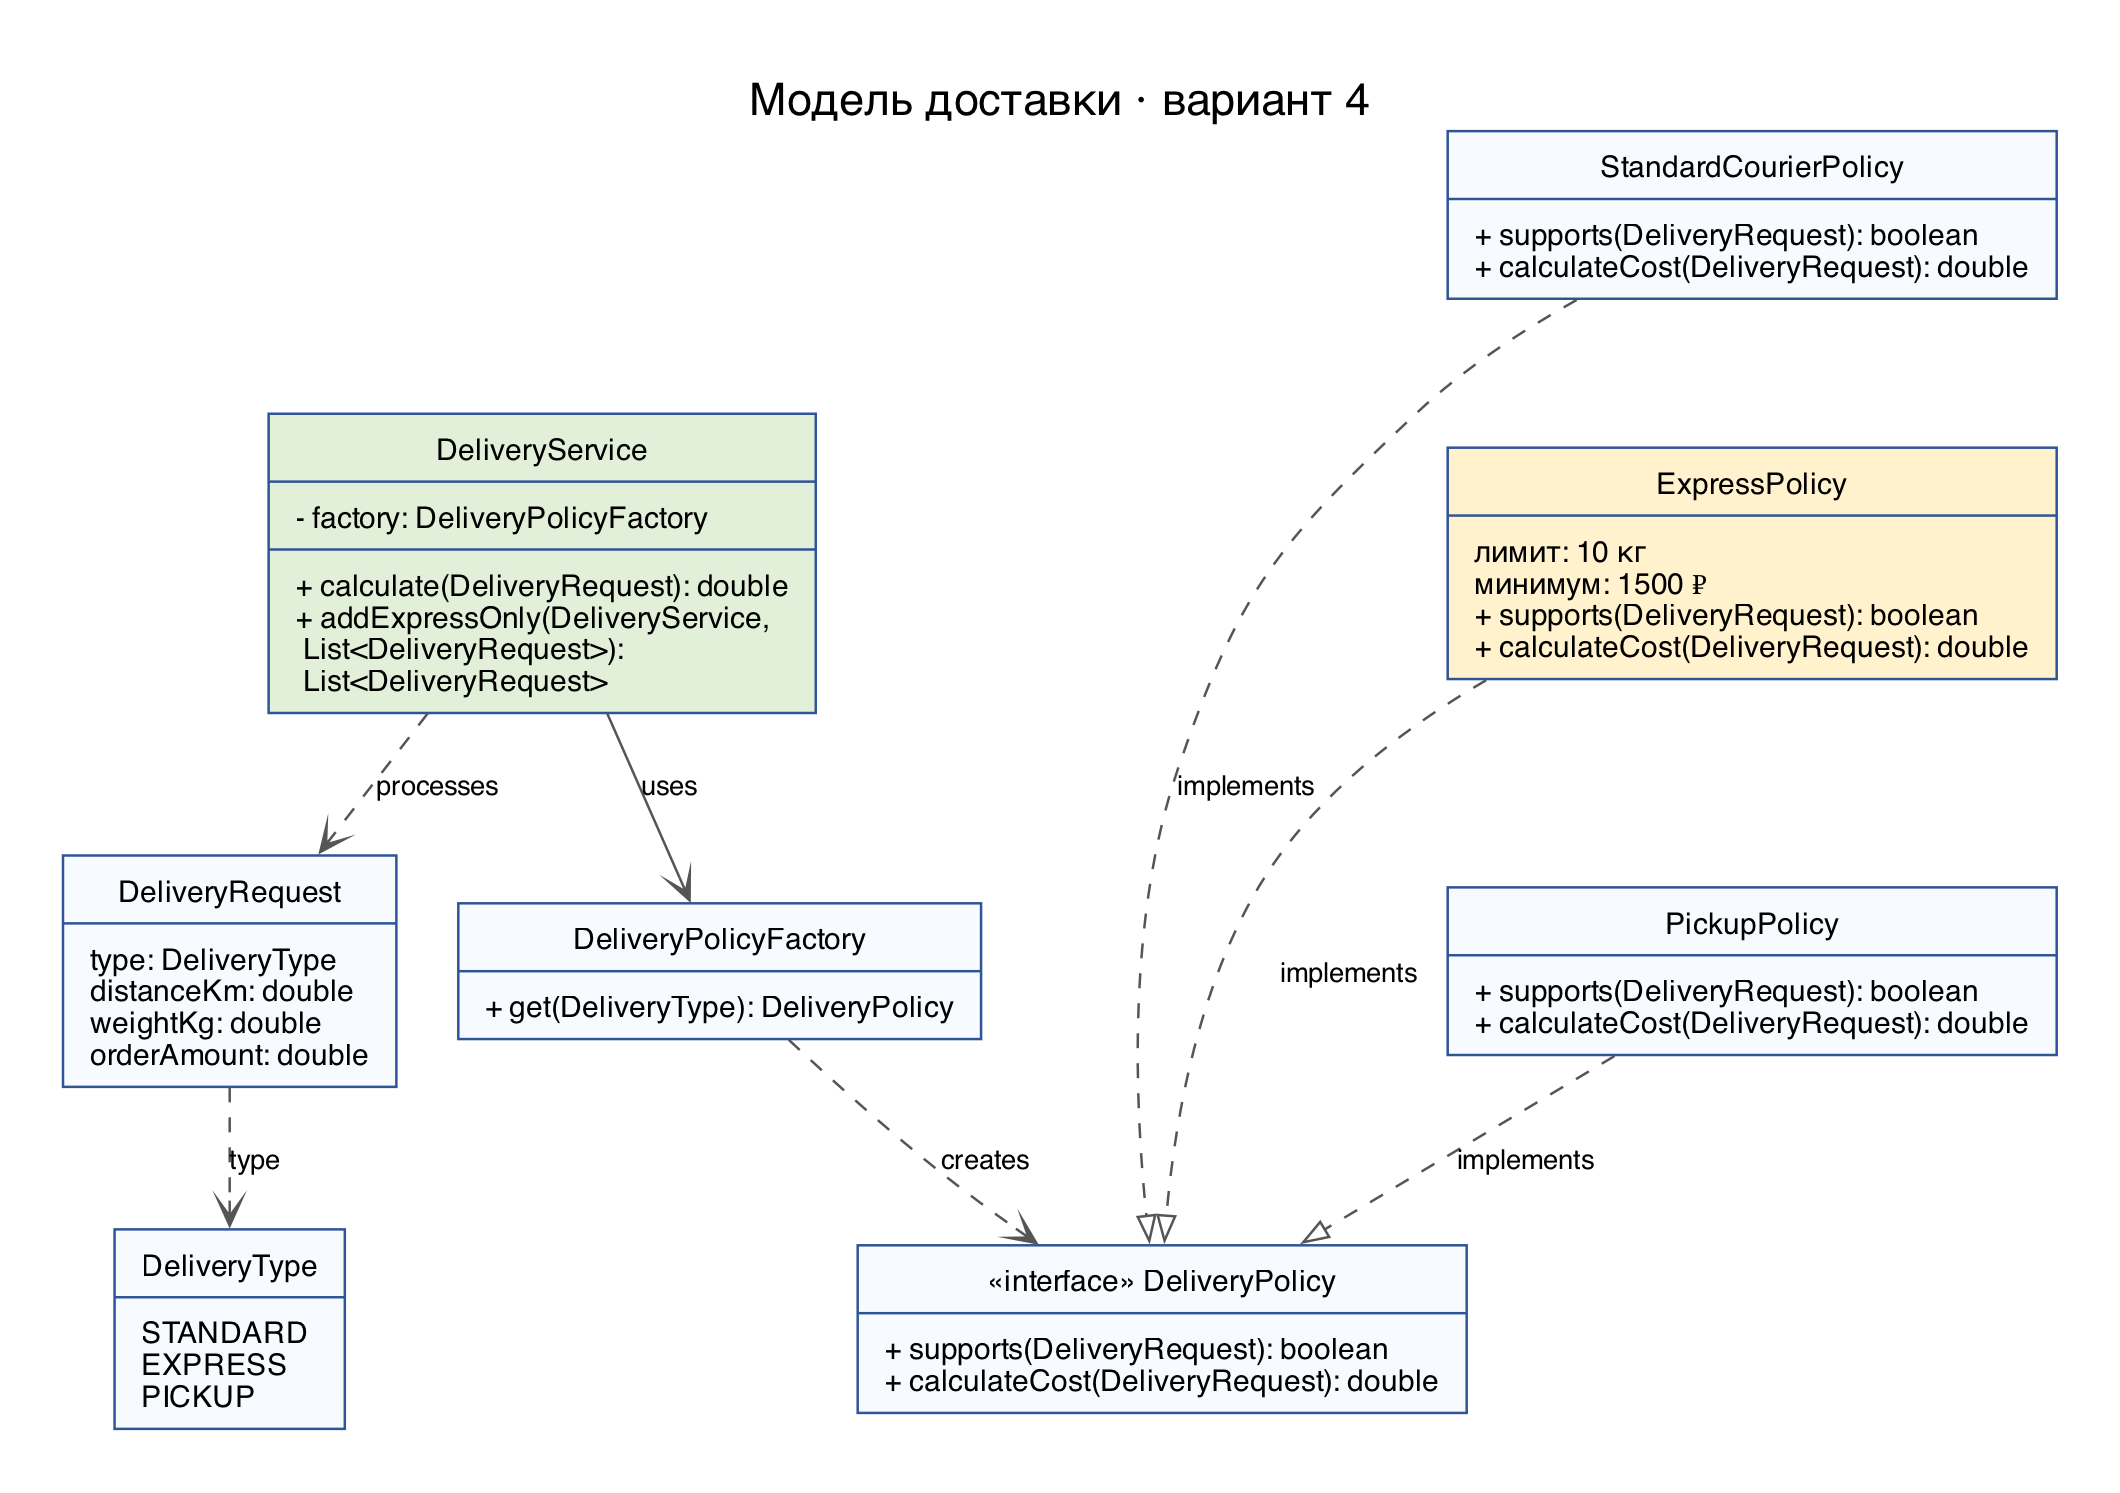 Модель доставки · вариант 4
StandardCourierPolicy
+ supports(DeliveryRequest): boolean
+ calculateCost(DeliveryRequest): double
DeliveryService
- factory: DeliveryPolicyFactory
+ calculate(DeliveryRequest): double
+ addExpressOnly(DeliveryService,
List<DeliveryRequest>):
List<DeliveryRequest>
ExpressPolicy
лимит: 10 кг
минимум: 1500 ₽
+ supports(DeliveryRequest): boolean
+ calculateCost(DeliveryRequest): double
processes
uses
implements
DeliveryRequest
type: DeliveryType
distanceKm: double
weightKg: double
orderAmount: double
DeliveryPolicyFactory
+ get(DeliveryType): DeliveryPolicy
implements
PickupPolicy
+ supports(DeliveryRequest): boolean
+ calculateCost(DeliveryRequest): double
type
creates
implements
DeliveryType
STANDARD
EXPRESS
PICKUP
«interface» DeliveryPolicy
+ supports(DeliveryRequest): boolean
+ calculateCost(DeliveryRequest): double